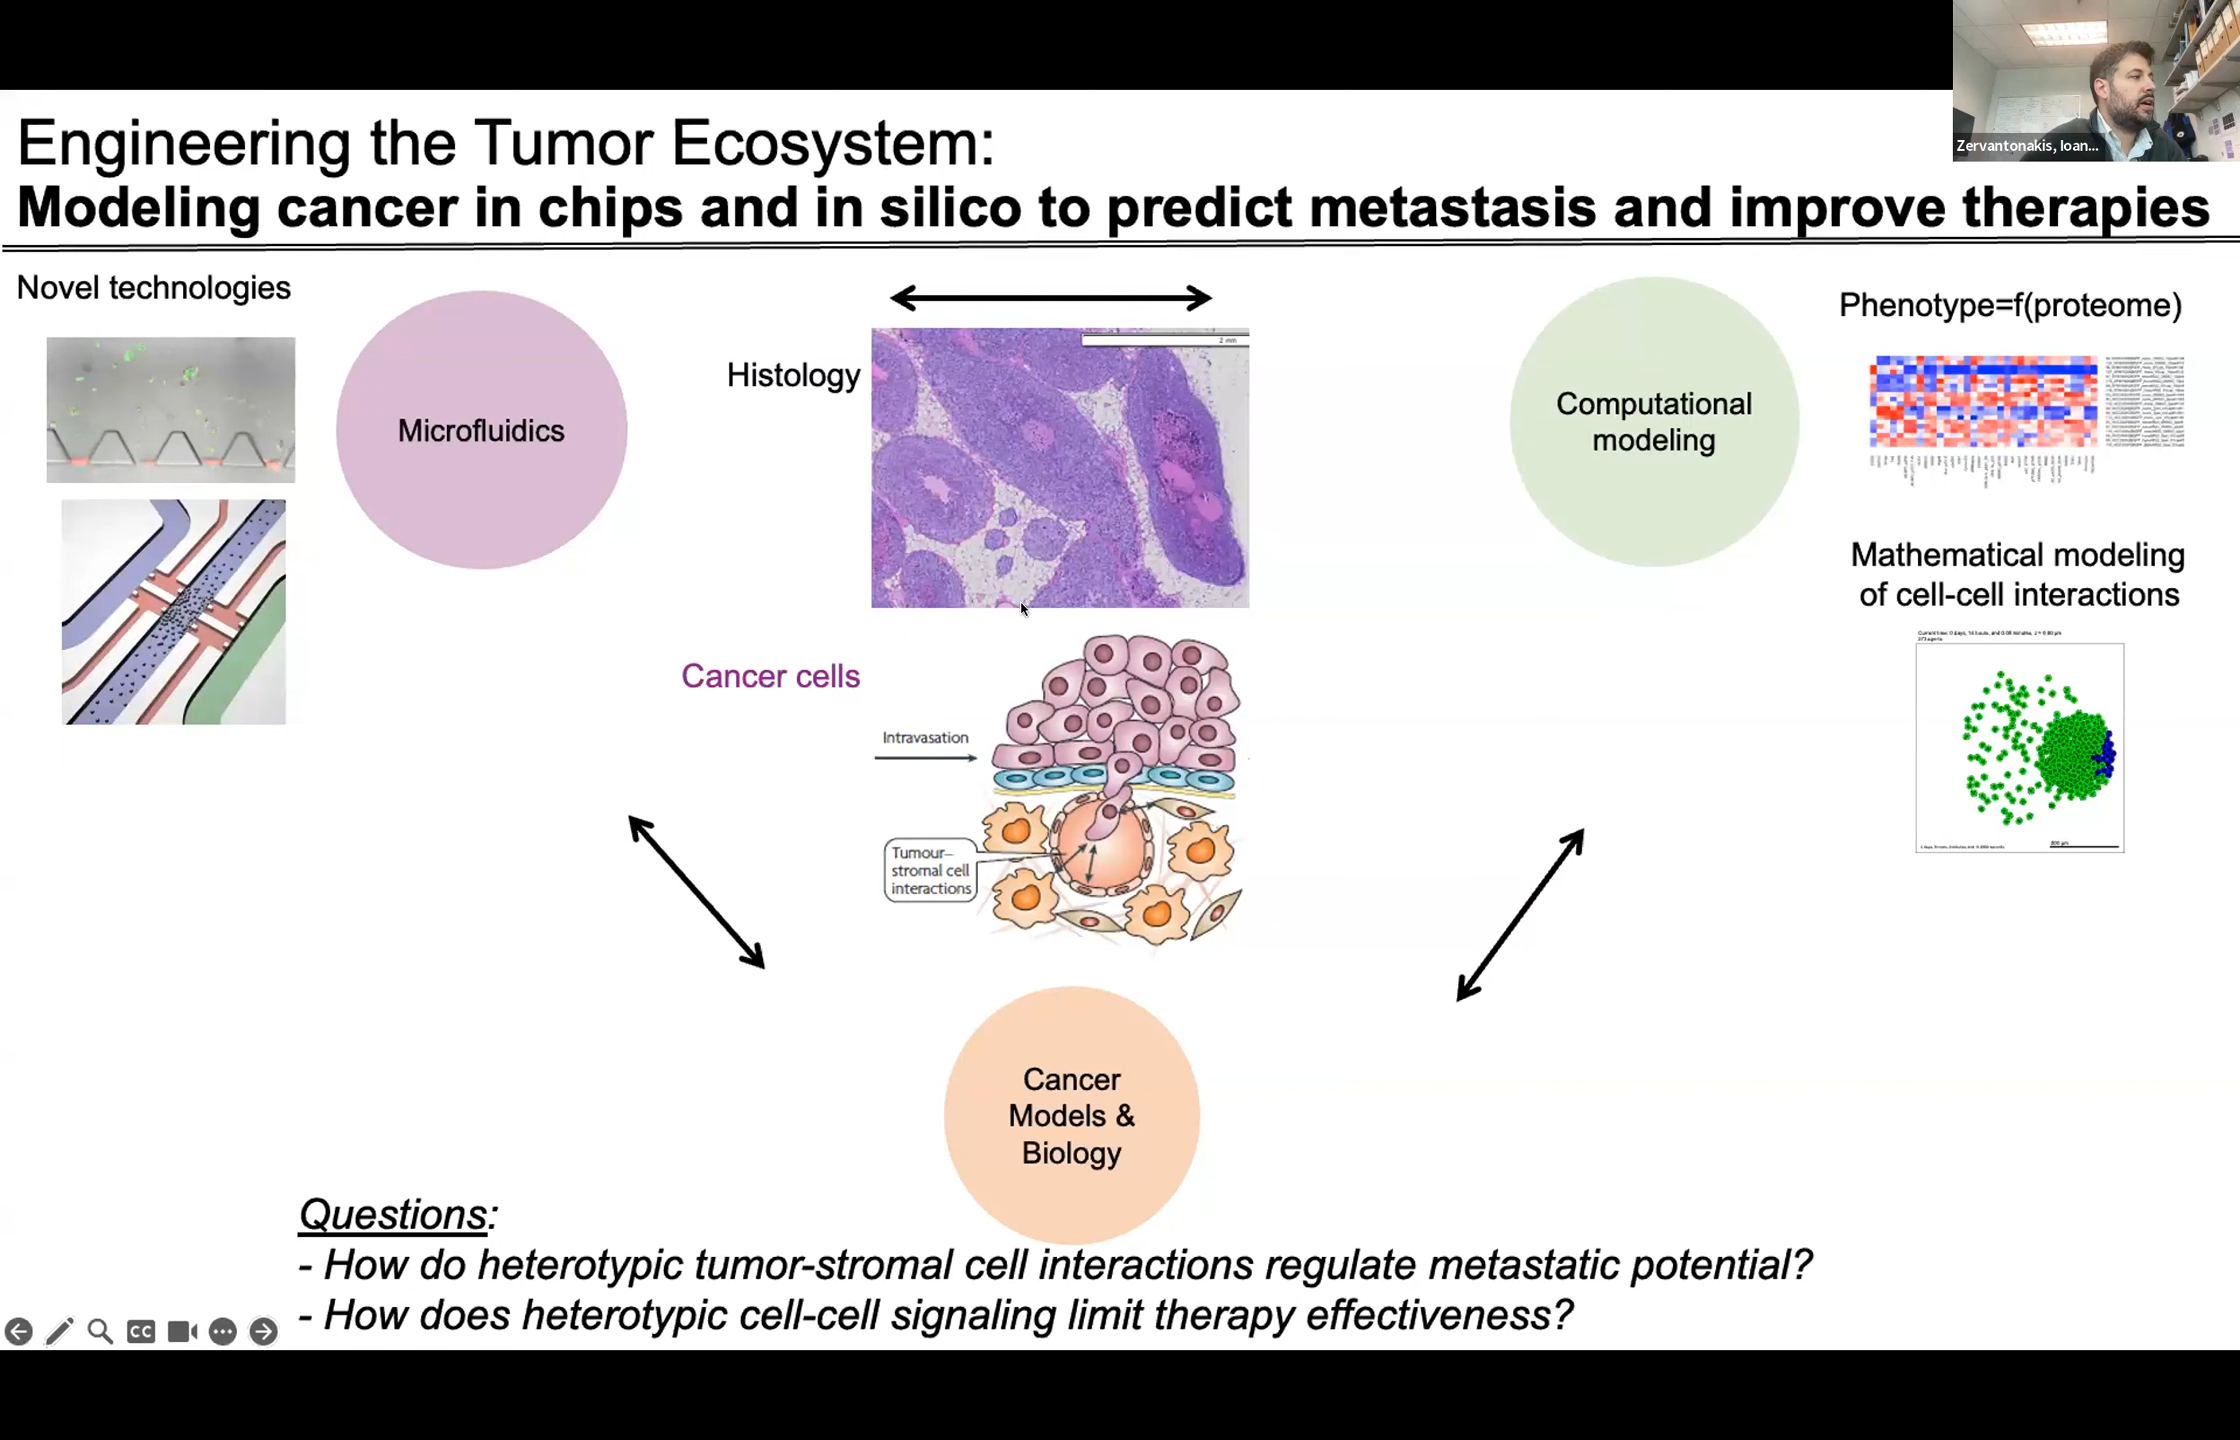 Zervantonakis, Ioan...
Engineering the Tumor Ecosystem:
Modeling cancer in chips and in silico to predict metastasis and improve therapies
Novel technologies
Microfluidics
Histology
2 mm
Computational
modeling
Phenotype=f(proteome)
Mathematical modeling
of cell-cell interactions
Cancer cells
Intravasation
Tumour–
stromal cell
interactions
Cancer
Models &
Biology
Questions:
- How do heterotypic tumor-stromal cell interactions regulate metastatic potential?
- How does heterotypic cell-cell signaling limit therapy effectiveness?
CC